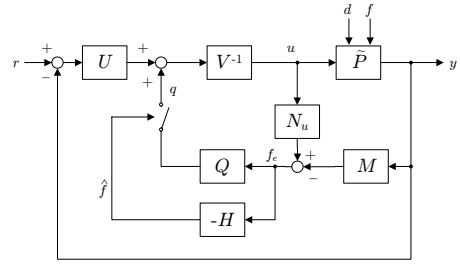 d f
r + − U + + V⁻¹ u P̃ y
q
N_u
f̂ Q f_e + − M
-H